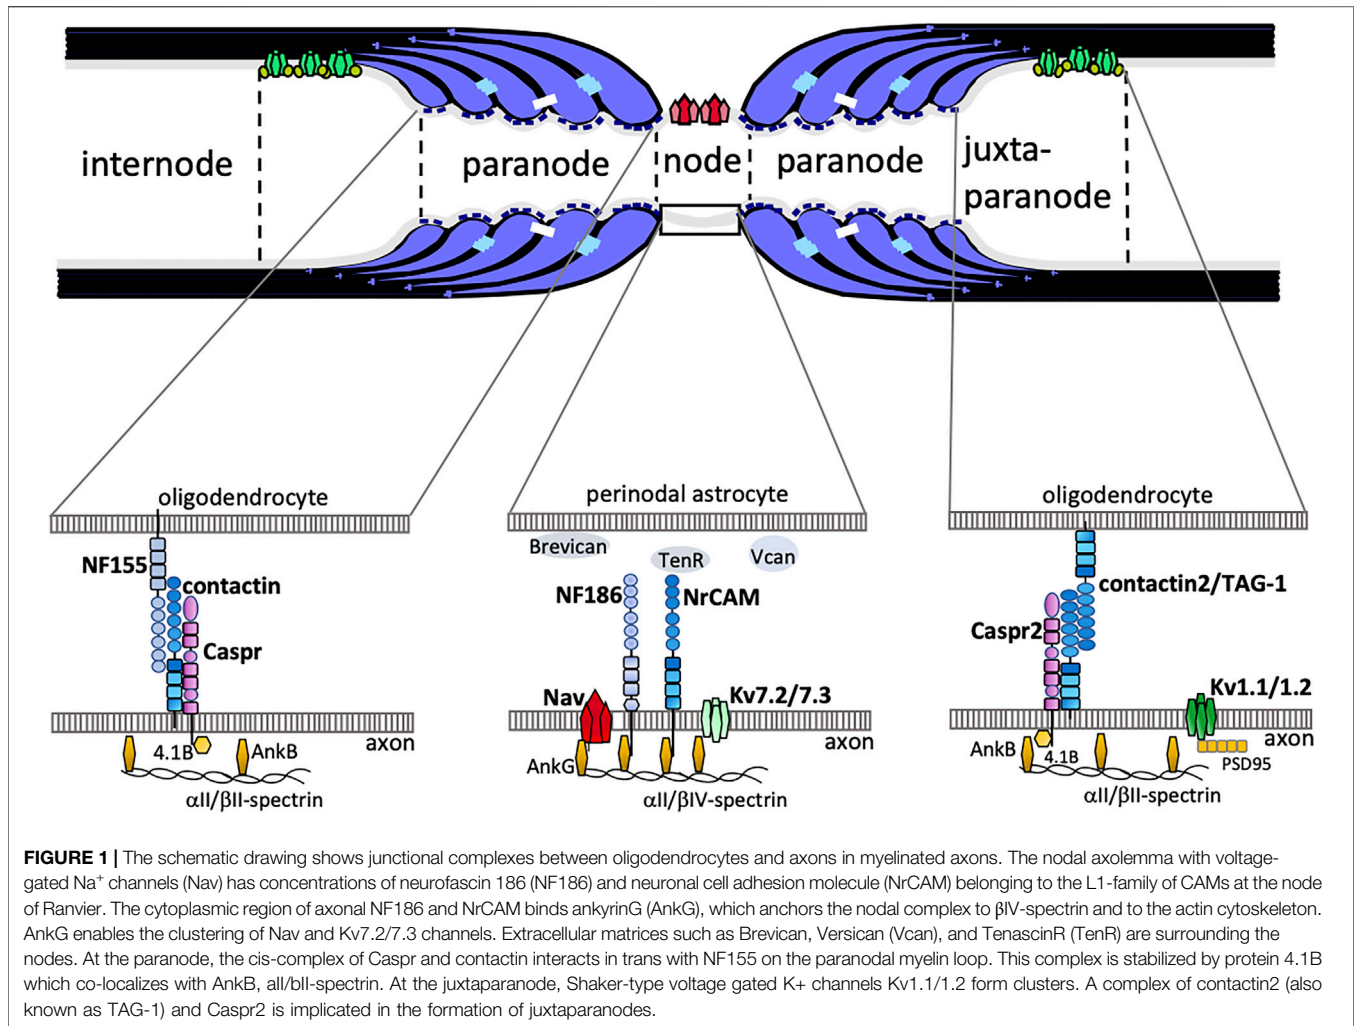 internode
paranode
node
paranode
juxta-
paranode
oligodendrocyte
NF155
contactin
Caspr
axon
4.1B
AnkB
αII/βII-spectrin
perinodal astrocyte
Brevican
TenR
Vcan
NF186
NrCAM
Nav
Kv7.2/7.3
axon
AnkG
αII/βIV-spectrin
oligodendrocyte
contactin2/TAG-1
Caspr2
Kv1.1/1.2
axon
AnkB
4.1B
PSD95
αII/βII-spectrin
FIGURE 1 | The schematic drawing shows junctional complexes between oligodendrocytes and axons in myelinated axons. The nodal axolemma with voltage-
gated Na+ channels (Nav) has concentrations of neurofascin 186 (NF186) and neuronal cell adhesion molecule (NrCAM) belonging to the L1-family of CAMs at the node
of Ranvier. The cytoplasmic region of axonal NF186 and NrCAM binds ankyrinG (AnkG), which anchors the nodal complex to βIV-spectrin and to the actin cytoskeleton.
AnkG enables the clustering of Nav and Kv7.2/7.3 channels. Extracellular matrices such as Brevican, Versican (Vcan), and TenascinR (TenR) are surrounding the
nodes. At the paranode, the cis-complex of Caspr and contactin interacts in trans with NF155 on the paranodal myelin loop. This complex is stabilized by protein 4.1B
which co-localizes with AnkB, aII/bII-spectrin. At the juxtaparanode, Shaker-type voltage gated K+ channels Kv1.1/1.2 form clusters. A complex of contactin2 (also
known as TAG-1) and Caspr2 is implicated in the formation of juxtaparanodes.